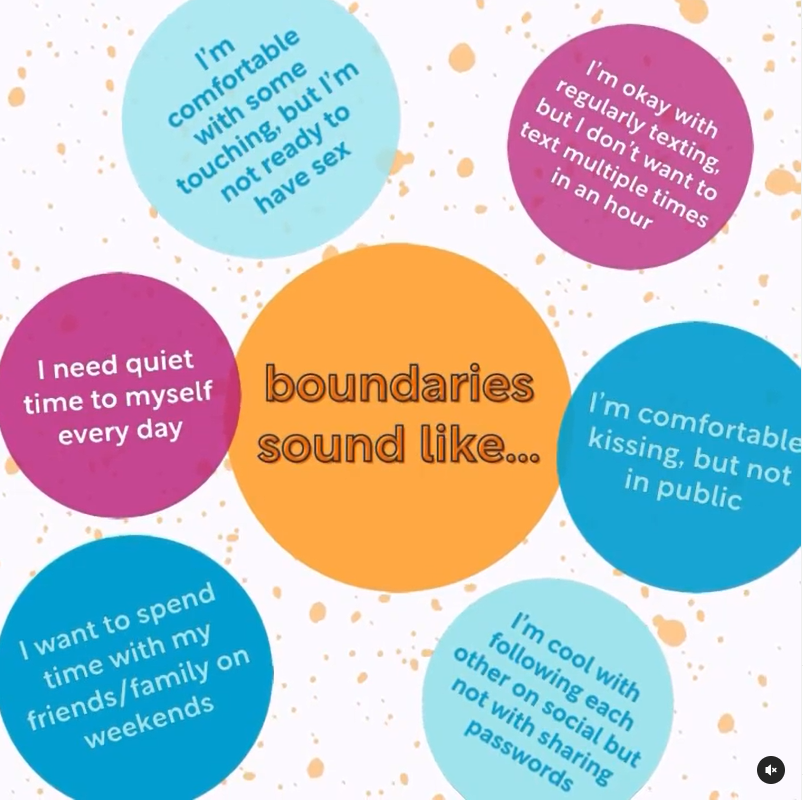 I'm
comfortable
with some
touching, but I'm
not ready to
have sex
I'm okay with
regularly texting,
but I don't want to
text multiple times
in an hour
I need quiet
time to myself
every day
boundaries
sound like...
I'm comfortable
kissing, but not
in public
I want to spend
time with my
friends/family on
weekends
I'm cool with
following each
other on social but
not with sharing
passwords